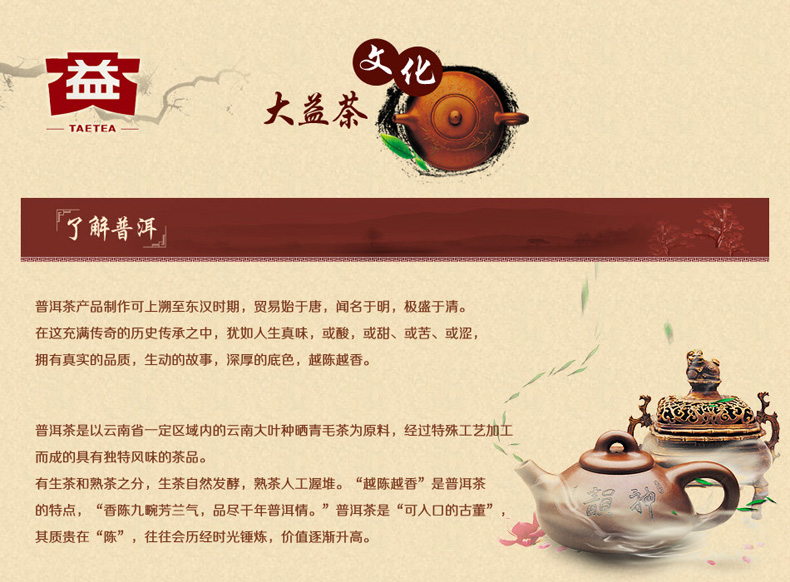 益
TAETEA
大益茶
文化
了解普洱
普洱茶产品制作可上溯至东汉时期，贸易始于唐，闻名于明，极盛于清。
在这充满传奇的历史传承之中，犹如人生真味，或酸，或甜、或苦、或涩，
拥有真实的品质，生动的故事，深厚的底色，越陈越香。
普洱茶是以云南省一定区域内的云南大叶种晒青毛茶为原料，经过特殊工艺加工
而成的具有独特风味的茶品。
有生茶和熟茶之分，生茶自然发酵，熟茶人工渥堆。“越陈越香”是普洱茶
的特点，“香陈九畹芳兰气，品尽千年普洱情。”普洱茶是“可入口的古董”，
其质贵在“陈”，往往会历经时光锤炼，价值逐渐升高。